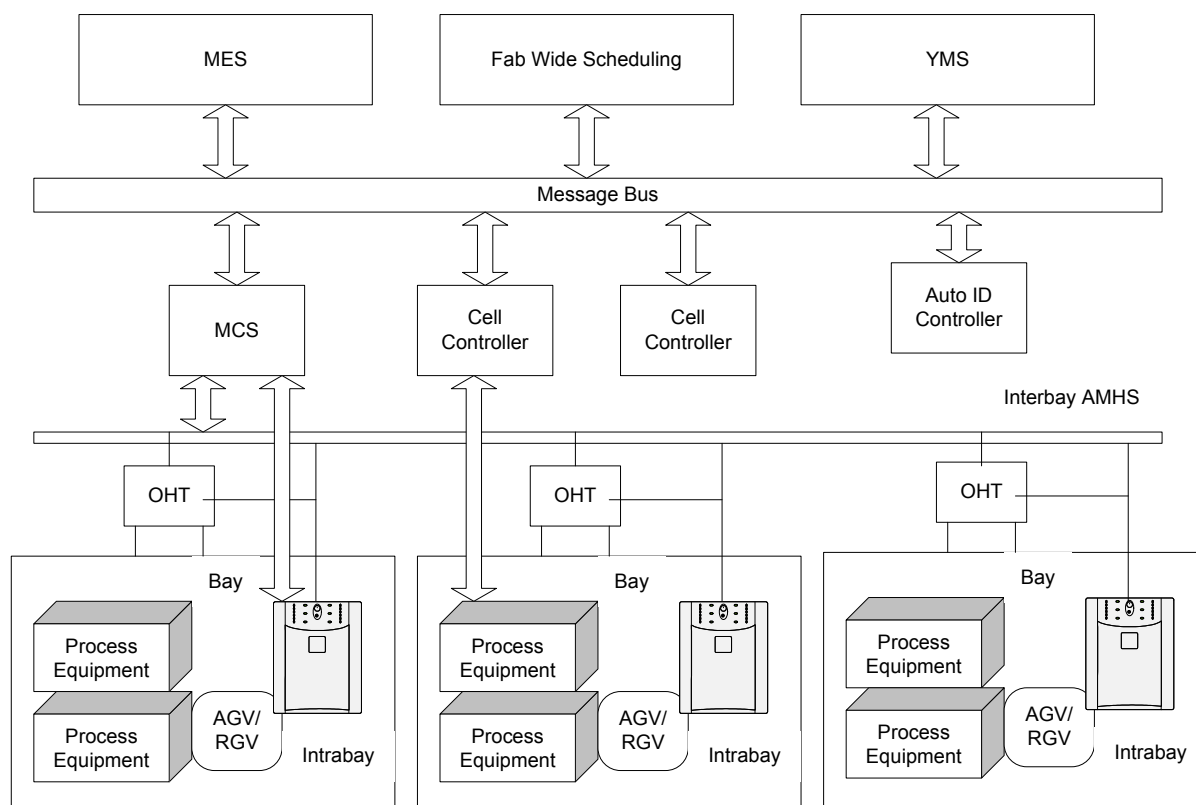 MES
Fab Wide Scheduling
YMS
Message Bus
MCS
Cell
Controller
Cell
Controller
Auto ID
Controller
Interbay AMHS
OHT
OHT
OHT
Bay
Bay
Bay
Process
Equipment
Process
Equipment
AGV/
RGV
Intrabay
Process
Equipment
Process
Equipment
AGV/
RGV
Intrabay
Process
Equipment
Process
Equipment
AGV/
RGV
Intrabay